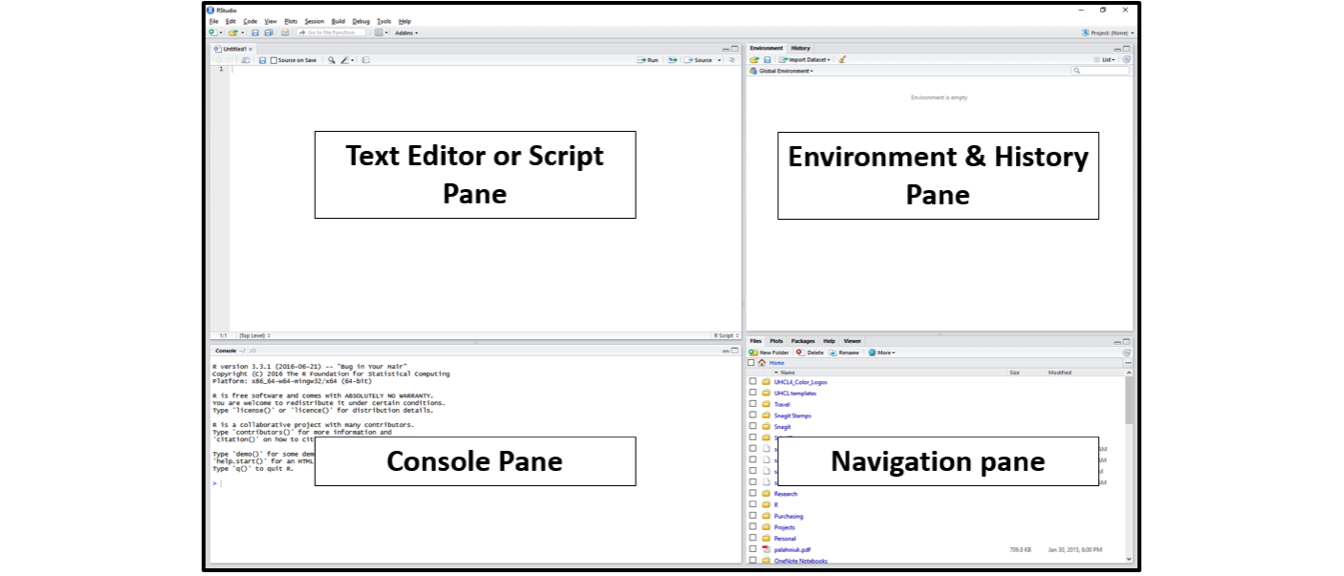 RStudio
File Edit Code View Plots Session Build Debug Tools Help
Go to file/function Addins
Project: (None)
Untitled1
Source on Save Run Source
1
Text Editor or Script
Pane
1:1 (Top Level) R Script
Environment History
Import Dataset List
Global Environment
Environment is empty
Environment & History
Pane
Console ~/
R version 3.3.1 (2016-06-21) -- "Bug in Your Hair"
Copyright (C) 2016 The R Foundation for Statistical Computing
Platform: x86_64-w64-mingw32/x64 (64-bit)
R is free software and comes with ABSOLUTELY NO WARRANTY.
You are welcome to redistribute it under certain conditions.
Type 'license()' or 'licence()' for distribution details.
R is a collaborative project with many contributors.
Type 'contributors()' for more information and
'citation()' on how to cit
Type 'demo()' for some dem
'help.start()' for an HTML
Type 'q()' to quit R.
>
Console Pane
Files Plots Packages Help Viewer
New Folder Delete Rename More
Home
Name Size Modified
UHCL4_Color_Logos
UHCL templates
Travel
Snagit Stamps
Snagit
Navigation pane
Research
R
Purchasing
Projects
Personal
palahniuk.pdf 709.8 KB Jan 30, 2015, 6:00 PM
OneNote Notebooks